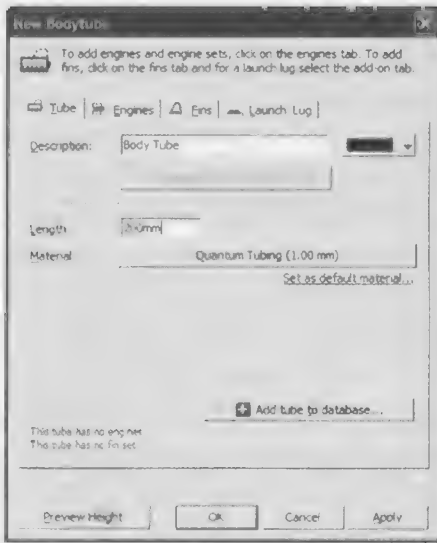 New Bodytube
To add engines and engine sets, click on the engines tab. To add
fins, click on the fins tab and for a launch lug select the add-on tab.
Tube Engines Fins Launch Lug
Description: Body Tube
Length
Material Quantum Tubing (1.00 mm)
Set as default material...
Add tube to database...
This tube has no engines
This tube has no fin set
Preview Height OK Cancel Apply